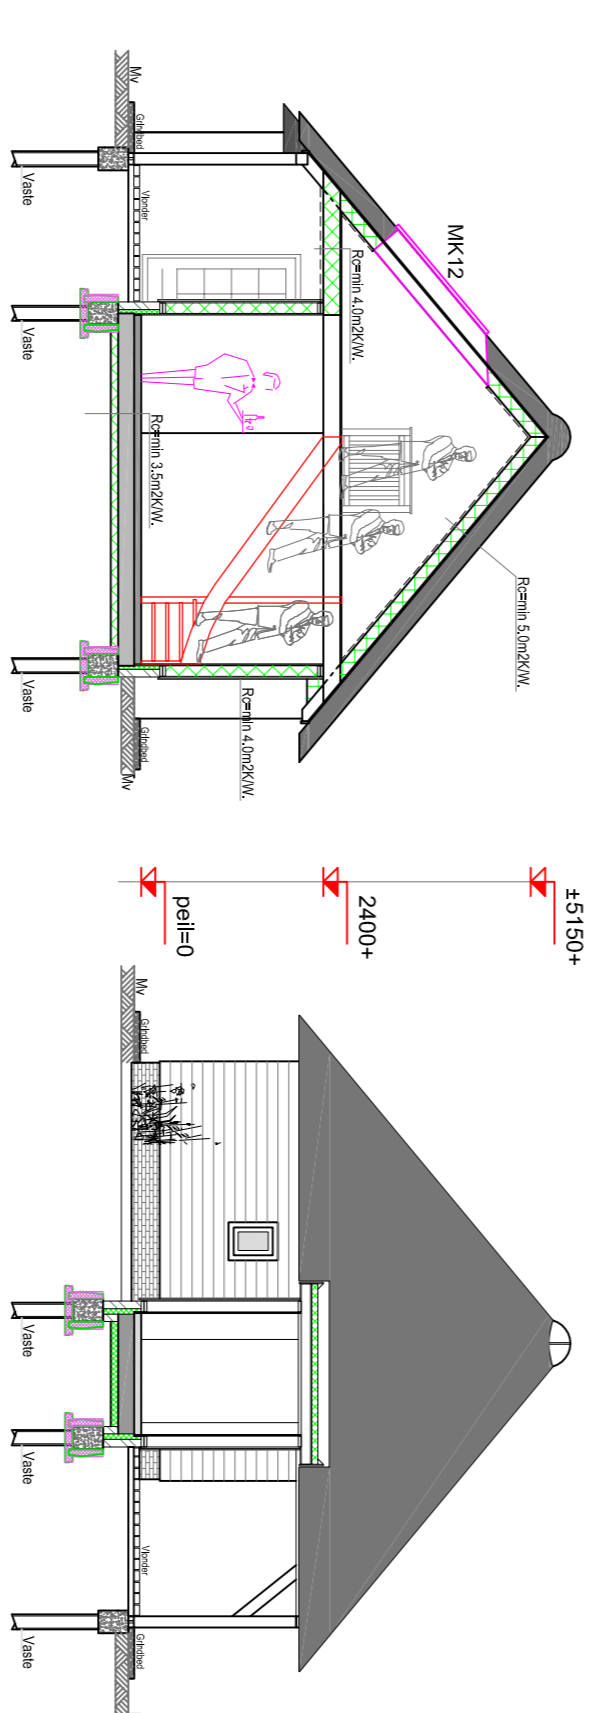 MK12
Rc=min 5.0m2K/W.
Rc=min 4.0m2K/W.
Rc=min 4.0m2K/W.
Rc=min 3.5m2K/W.
Mv
Grindbed
Vlonder
Grindbed
Mv
Vaste
Vaste
Vaste
±5150+
2400+
peil=0
Mv
Grindbed
Vlonder
Grindbed
Vaste
Vaste
Vaste